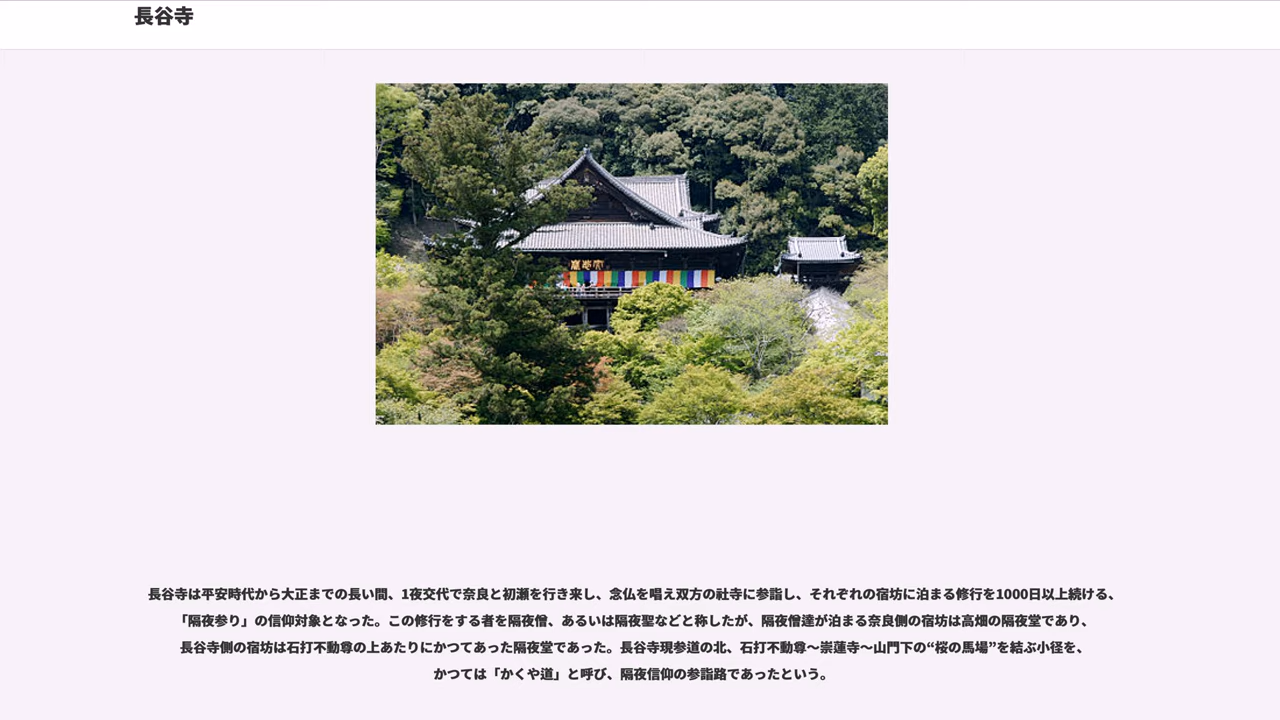 長谷寺
長谷寺は平安時代から大正までの長い間、1夜交代で奈良と初瀬を行き来し、念仏を唱え双方の社寺に参詣し、それぞれの宿坊に泊まる修行を1000日以上続ける、
「隔夜参り」の信仰対象となった。この修行をする者を隔夜僧、あるいは隔夜聖などと称したが、隔夜僧達が泊まる奈良側の宿坊は高畑の隔夜堂であり、
長谷寺側の宿坊は石打不動尊の上あたりにかつてあった隔夜堂であった。長谷寺現参道の北、石打不動尊〜崇蓮寺〜山門下の“桜の馬場”を結ぶ小径を、
かつては「かくや道」と呼び、隔夜信仰の参詣路であったという。